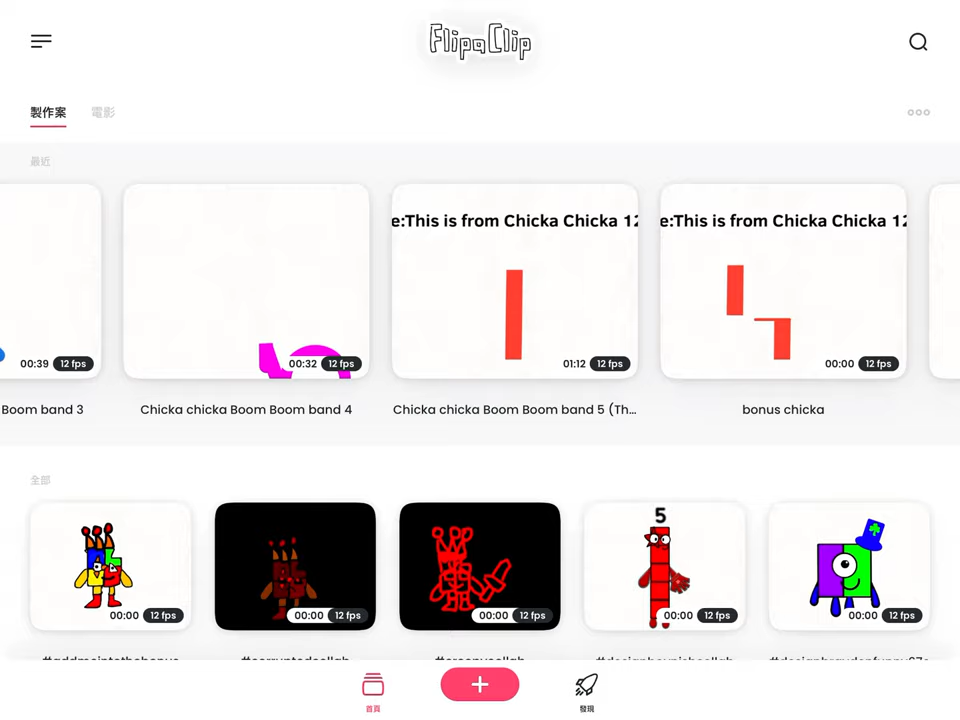 FlipaClip
製作案
電影
最近
e:This is from Chicka Chicka 12
e:This is from Chicka Chicka 12
00:39 12 fps
00:32 12 fps
01:12 12 fps
00:00 12 fps
Boom band 3
Chicka chicka Boom Boom band 4
Chicka chicka Boom Boom band 5 (Th...
bonus chicka
全部
5
00:00 12 fps
00:00 12 fps
00:00 12 fps
00:00 12 fps
00:00 12 fps
首頁
發現